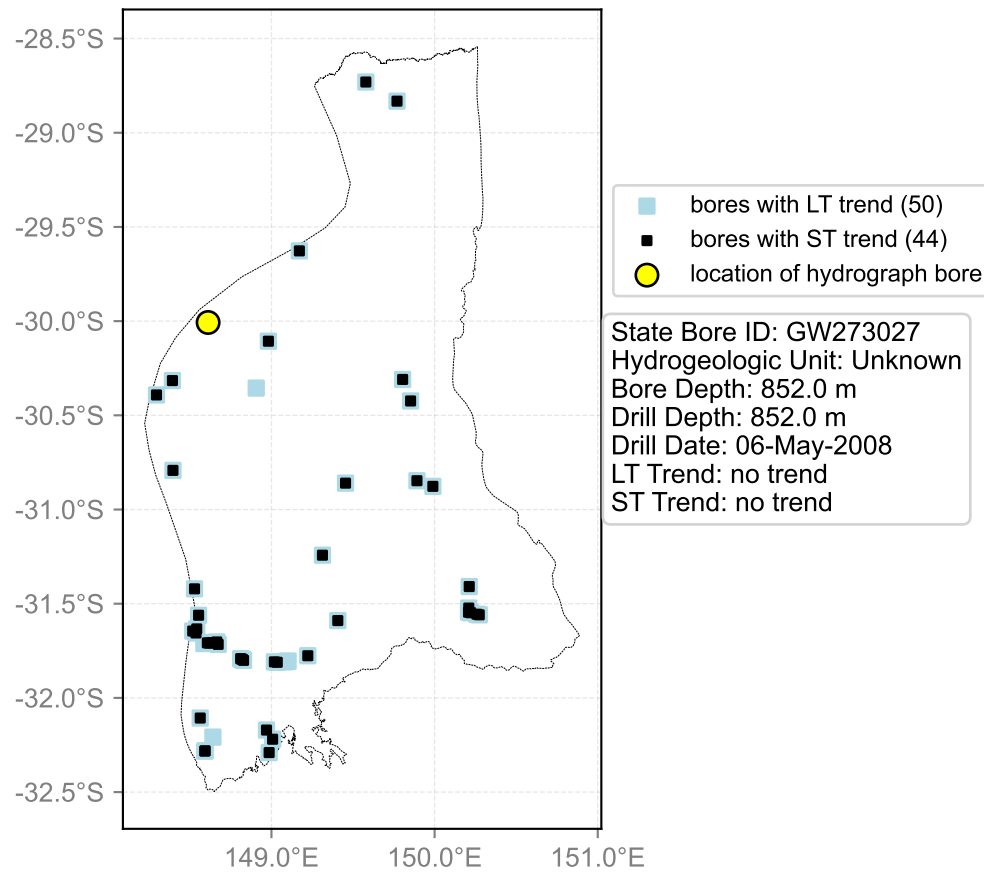 -28.5°S
-29.0°S
-29.5°S
-30.0°S
-30.5°S
-31.0°S
-31.5°S
-32.0°S
-32.5°S
149.0°E
150.0°E
151.0°E
bores with LT trend (50)
bores with ST trend (44)
location of hydrograph bore
State Bore ID: GW273027
Hydrogeologic Unit: Unknown
Bore Depth: 852.0 m
Drill Depth: 852.0 m
Drill Date: 06-May-2008
LT Trend: no trend
ST Trend: no trend